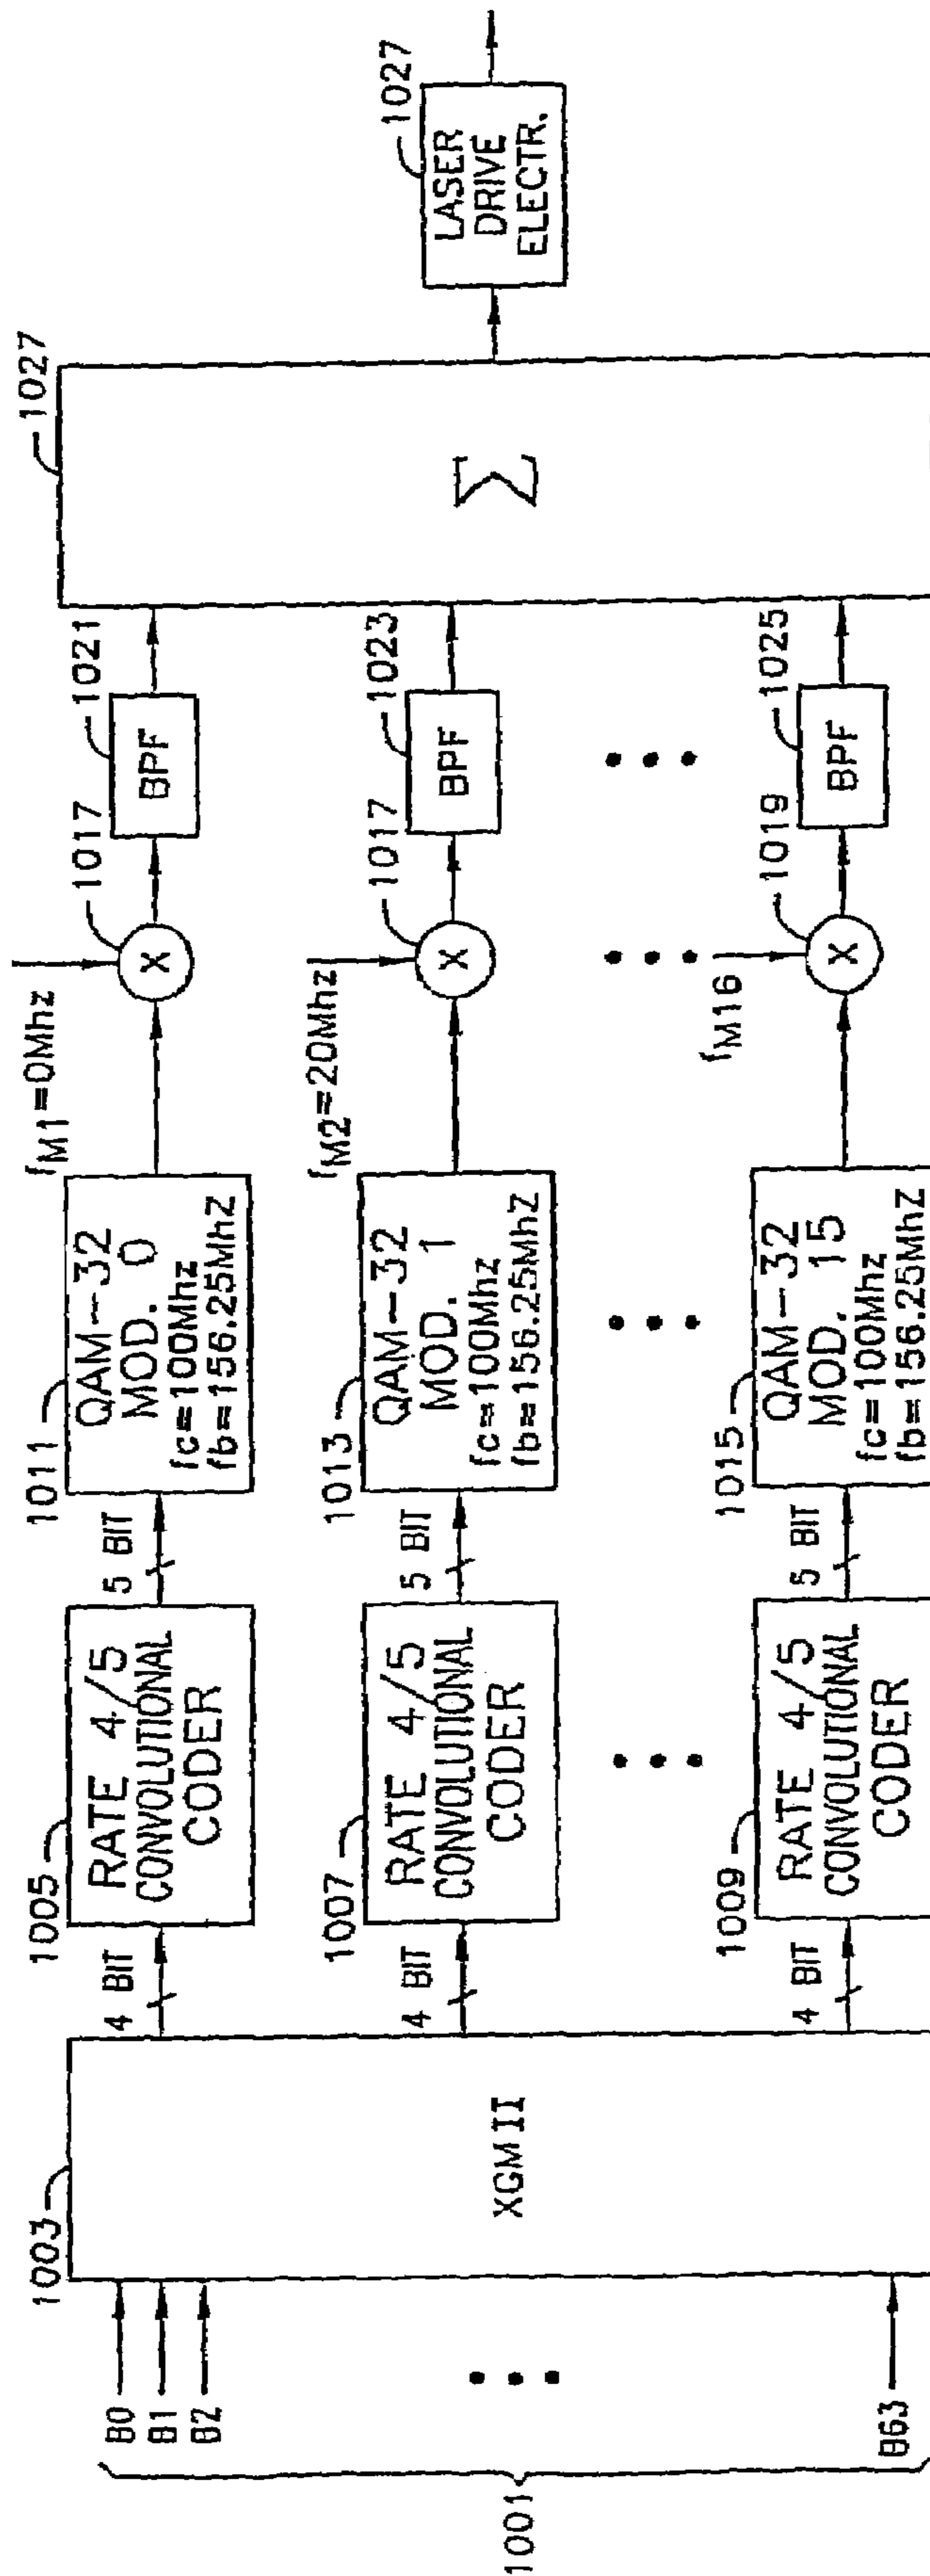 1001
B0
B1
B2
B63
1003
XGMII
4 BIT
4 BIT
4 BIT
1005
RATE 4/5
CONVOLUTIONAL
CODER
1007
RATE 4/5
CONVOLUTIONAL
CODER
1009
RATE 4/5
CONVOLUTIONAL
CODER
5 BIT
5 BIT
5 BIT
1011
QAM-32
MOD. 0
fc=100Mhz
fb=156.25MhZ
1013
QAM-32
MOD. 1
fc=100Mhz
fb=156.25MhZ
1015
QAM-32
MOD. 15
fc=100Mhz
fb=156.25MhZ
fM1=0Mhz
X
1017
fM2=20Mhz
X
1017
fM16
X
1019
BPF
1021
BPF
1023
BPF
1025
Σ
1027
LASER
DRIVE
ELECTR.
1027